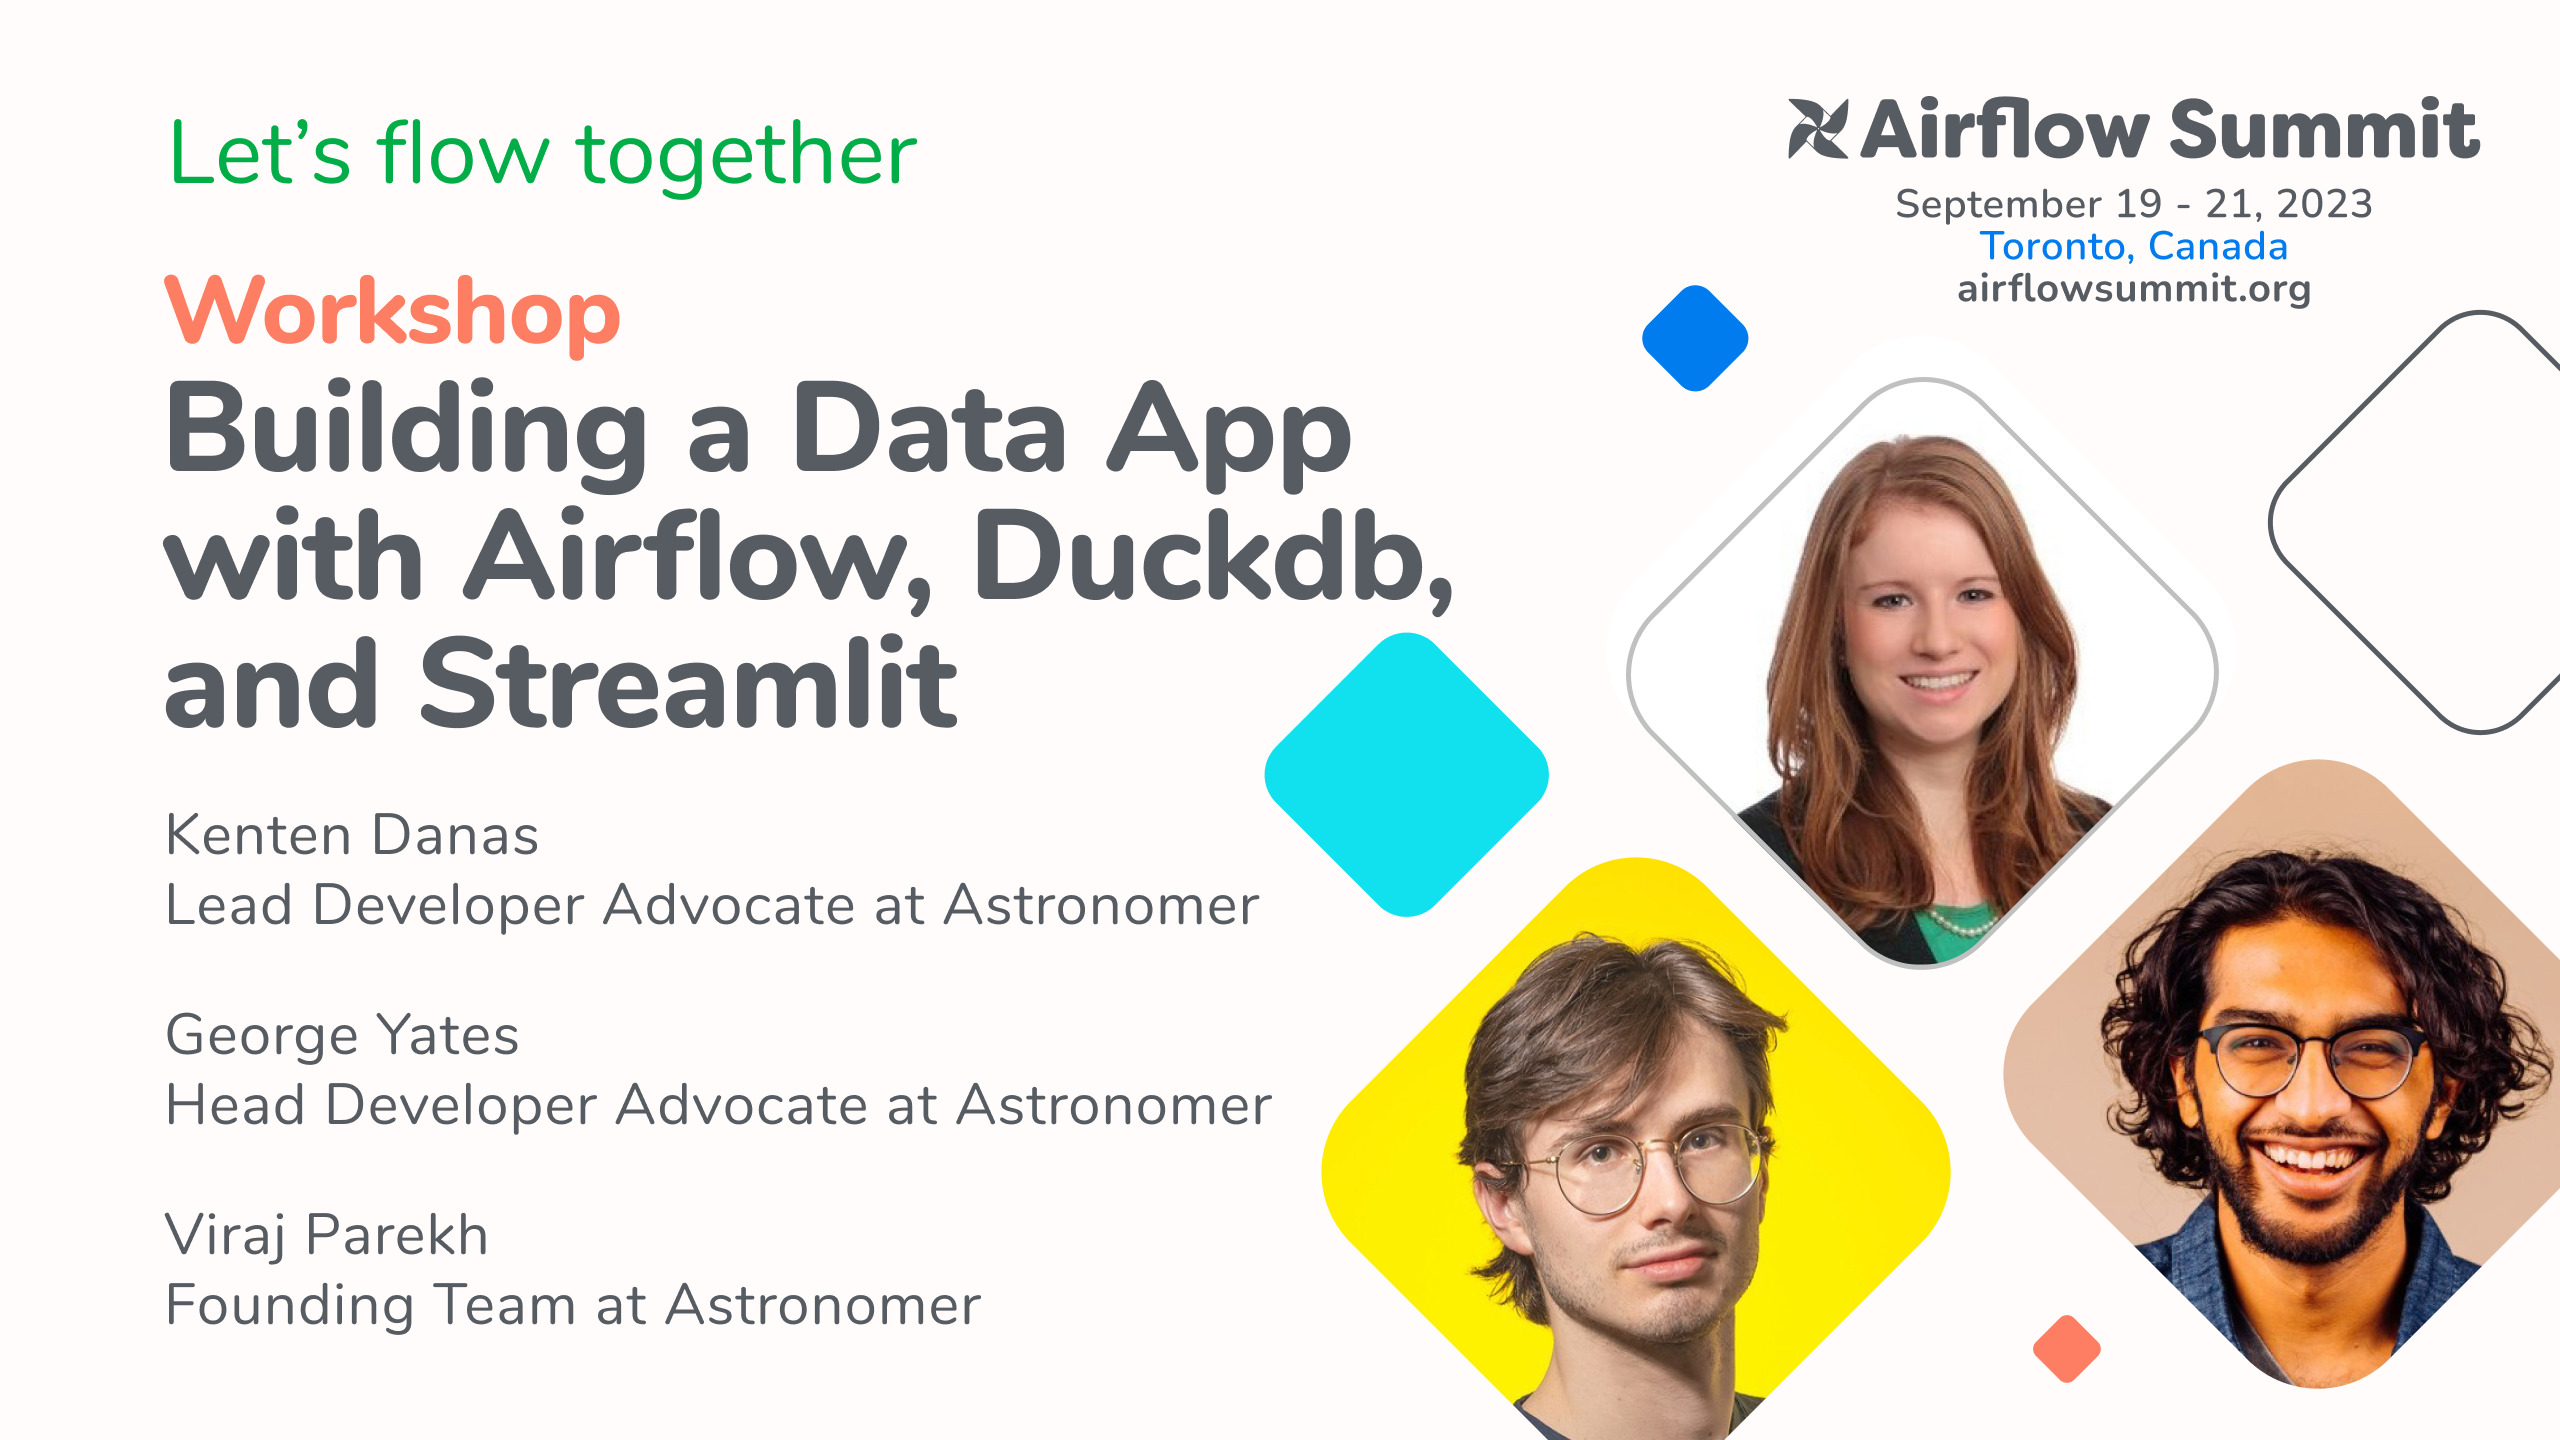 Let’s flow together
Airflow Summit
September 19 - 21, 2023
Toronto, Canada
airflowsummit.org
Workshop
Building a Data App
with Airflow, Duckdb,
and Streamlit
Kenten Danas
Lead Developer Advocate at Astronomer
George Yates
Head Developer Advocate at Astronomer
Viraj Parekh
Founding Team at Astronomer